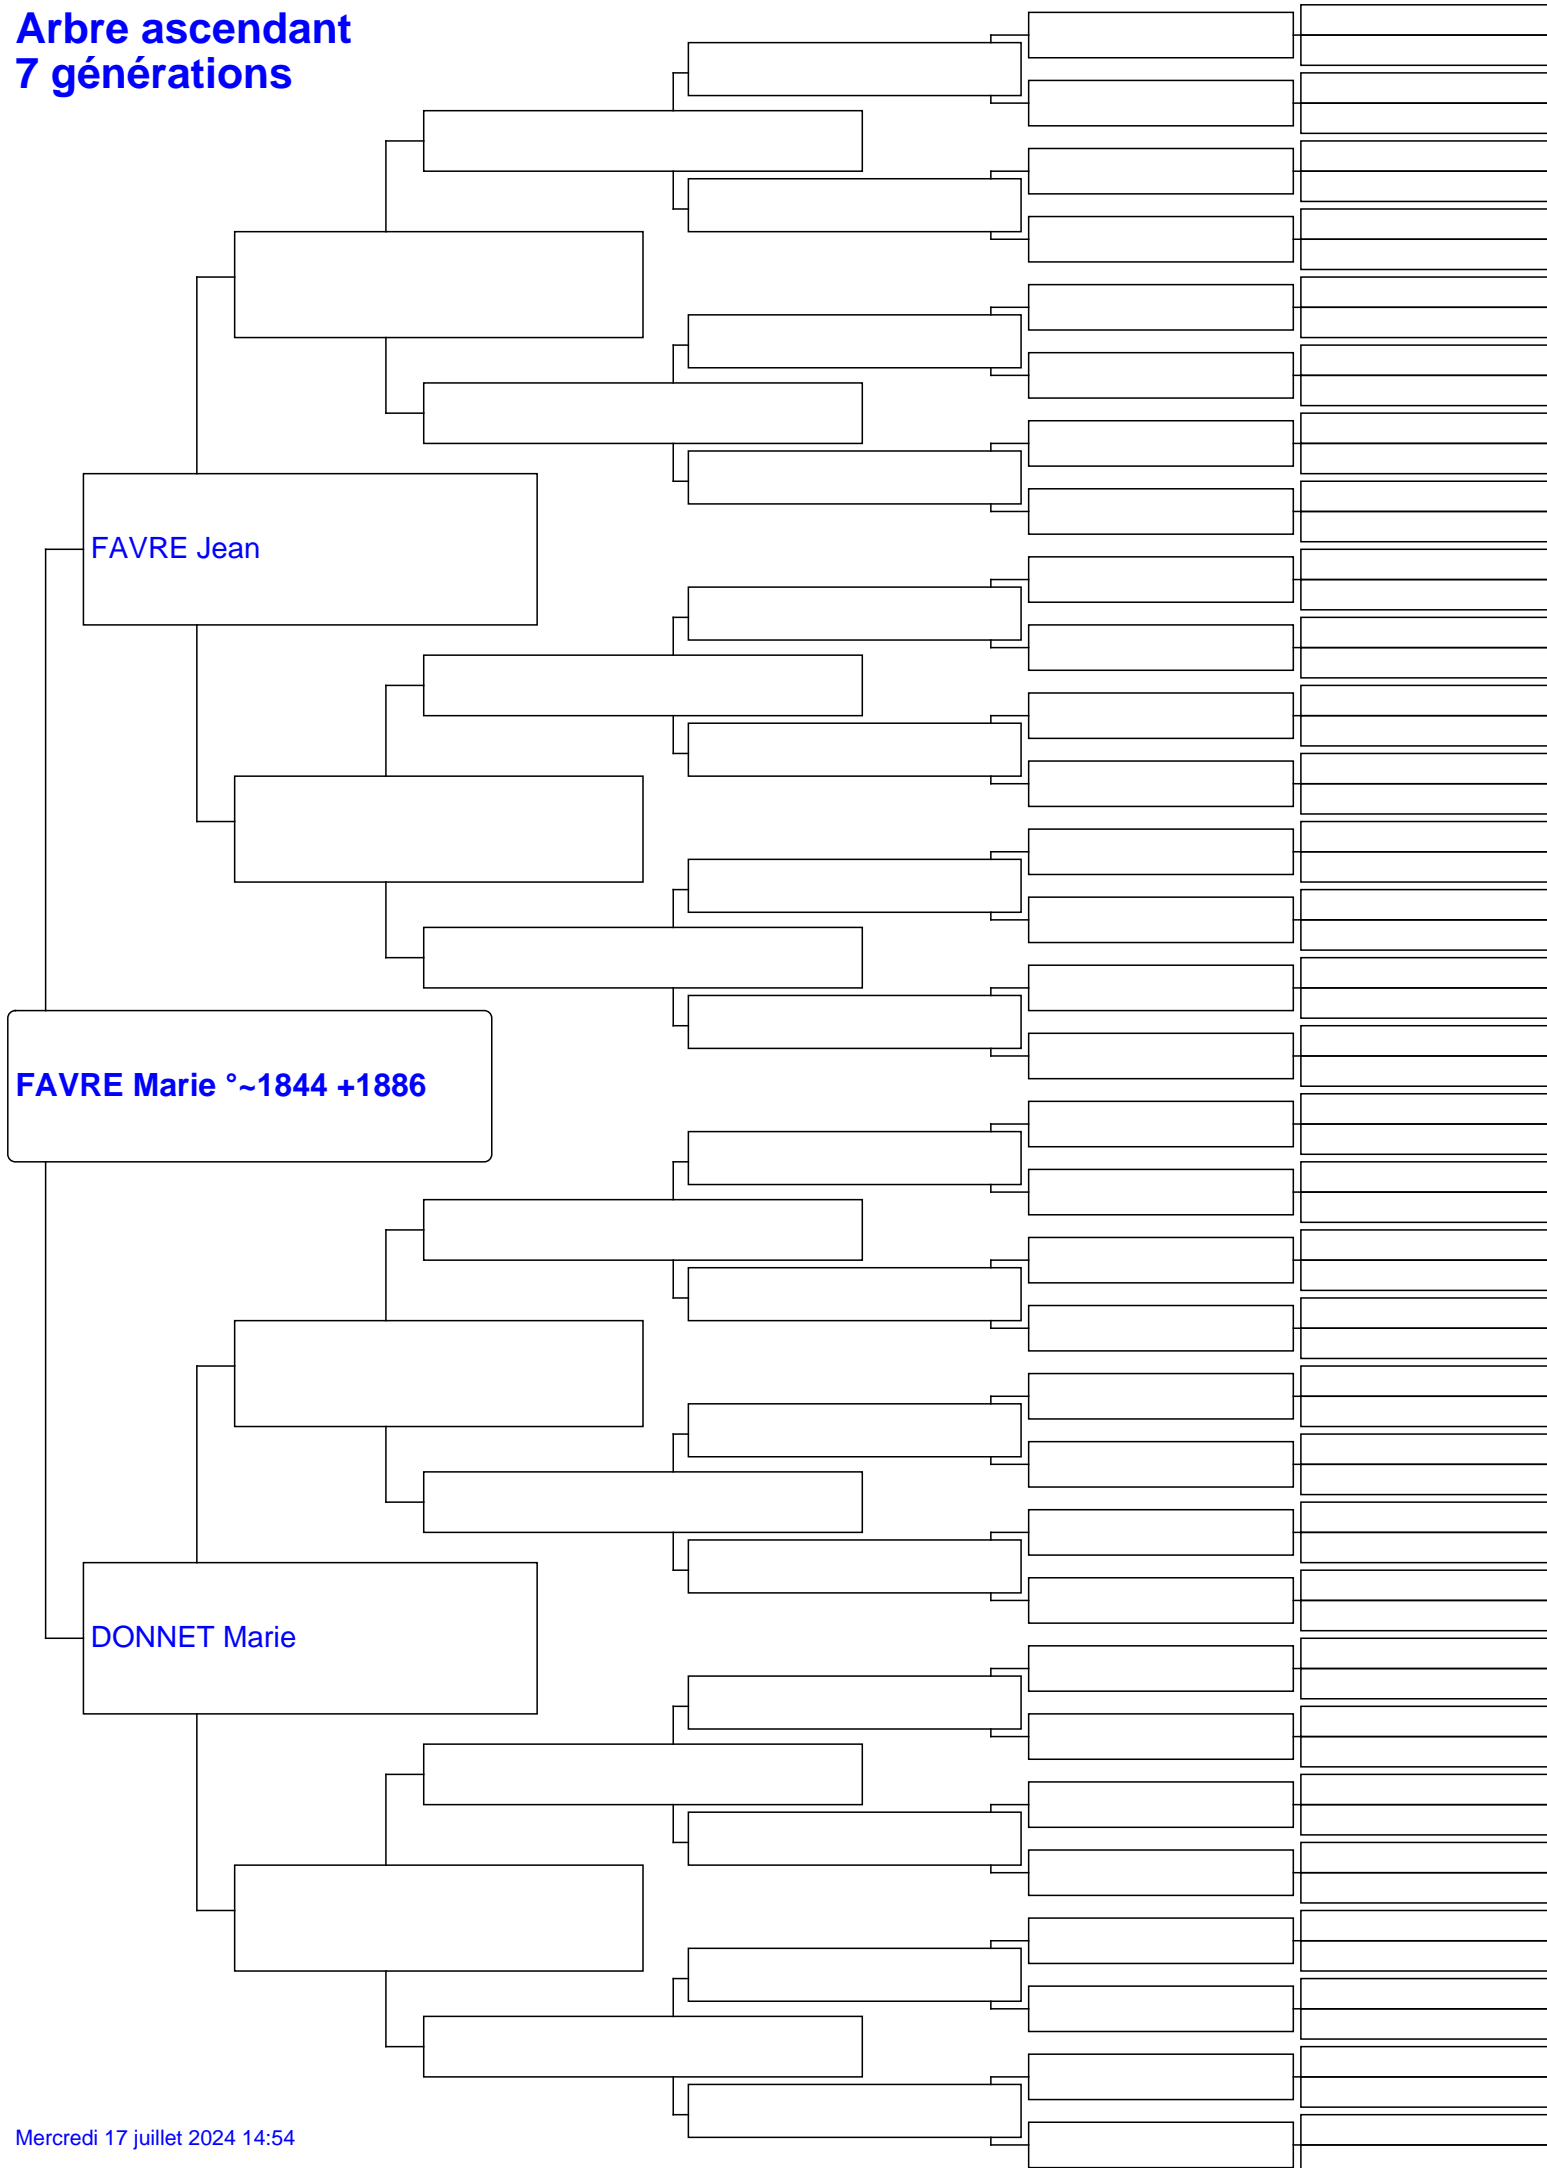 Arbre ascendant
7 générations
FAVRE Jean
FAVRE Marie °~1844 +1886
DONNET Marie
Mercredi 17 juillet 2024 14:54